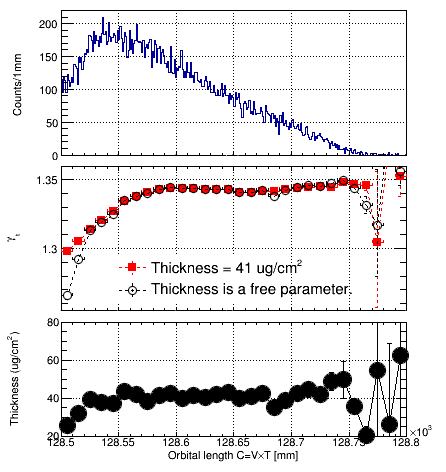 200
150
100
50
0
Counts/1mm
1.35
1.3
γt
Thickness = 41 ug/cm²
Thickness is a free parameter.
80
60
40
20
Thickness (ug/cm²)
128.5 128.55 128.6 128.65 128.7 128.75 128.8
×10³
Orbital length C=V×T [mm]